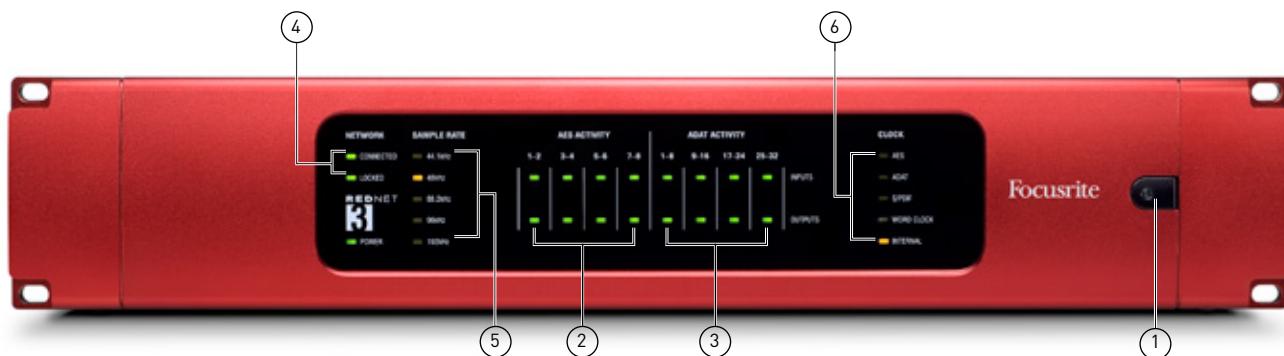 4
6
NETWORK
CONNECTED
LOCKED
REDNET
3
POWER
SAMPLE RATE
44.1kHz
48kHz
88.2kHz
96kHz
192kHz
AES ACTIVITY
1-2 3-4 5-6 7-8
ADAT ACTIVITY
1-8 9-16 17-24 25-32
INPUTS
OUTPUTS
CLOCK
AES
ADAT
S/PDIF
WORD CLOCK
INTERNAL
Focusrite
5
2
3
1